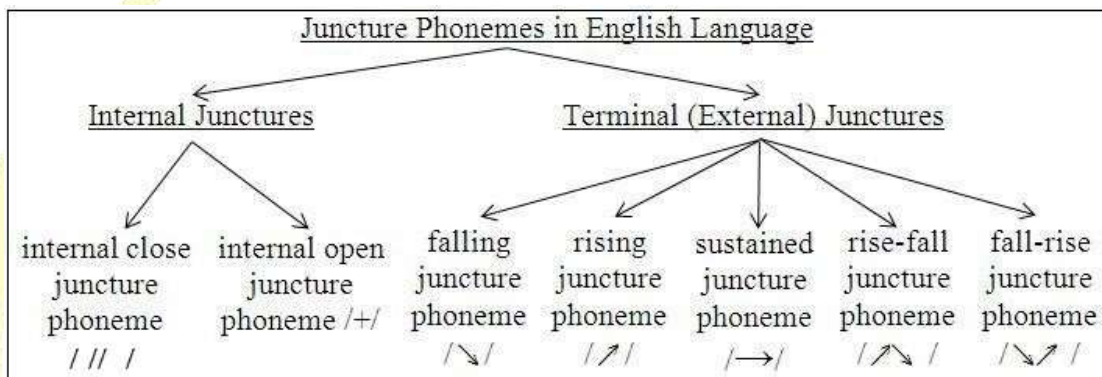 Juncture Phonemes in English Language
Internal Junctures
Terminal (External) Junctures
internal close
juncture
phoneme
/ // /
internal open
juncture
phoneme /+/
falling
juncture
phoneme
/↘/
rising
juncture
phoneme
/↗/
sustained
juncture
phoneme
/→/
rise-fall
juncture
phoneme
/↗↘ /
fall-rise
juncture
phoneme
/↘↗ /